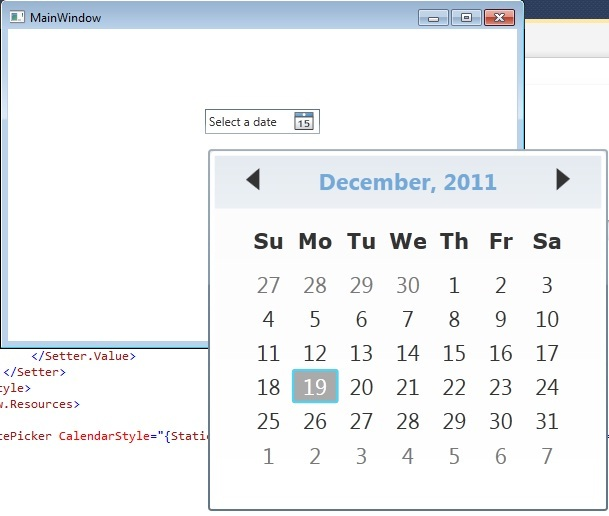 MainWindow
Select a date 15
December, 2011
Su Mo Tu We Th Fr Sa
27 28 29 30 1 2 3
4 5 6 7 8 9 10
11 12 13 14 15 16 17
18 19 20 21 22 23 24
25 26 27 28 29 30 31
1 2 3 4 5 6 7
</Setter.Value>
</Setter>
tyle>
w.Resources>
tePicker CalendarStyle="{Static